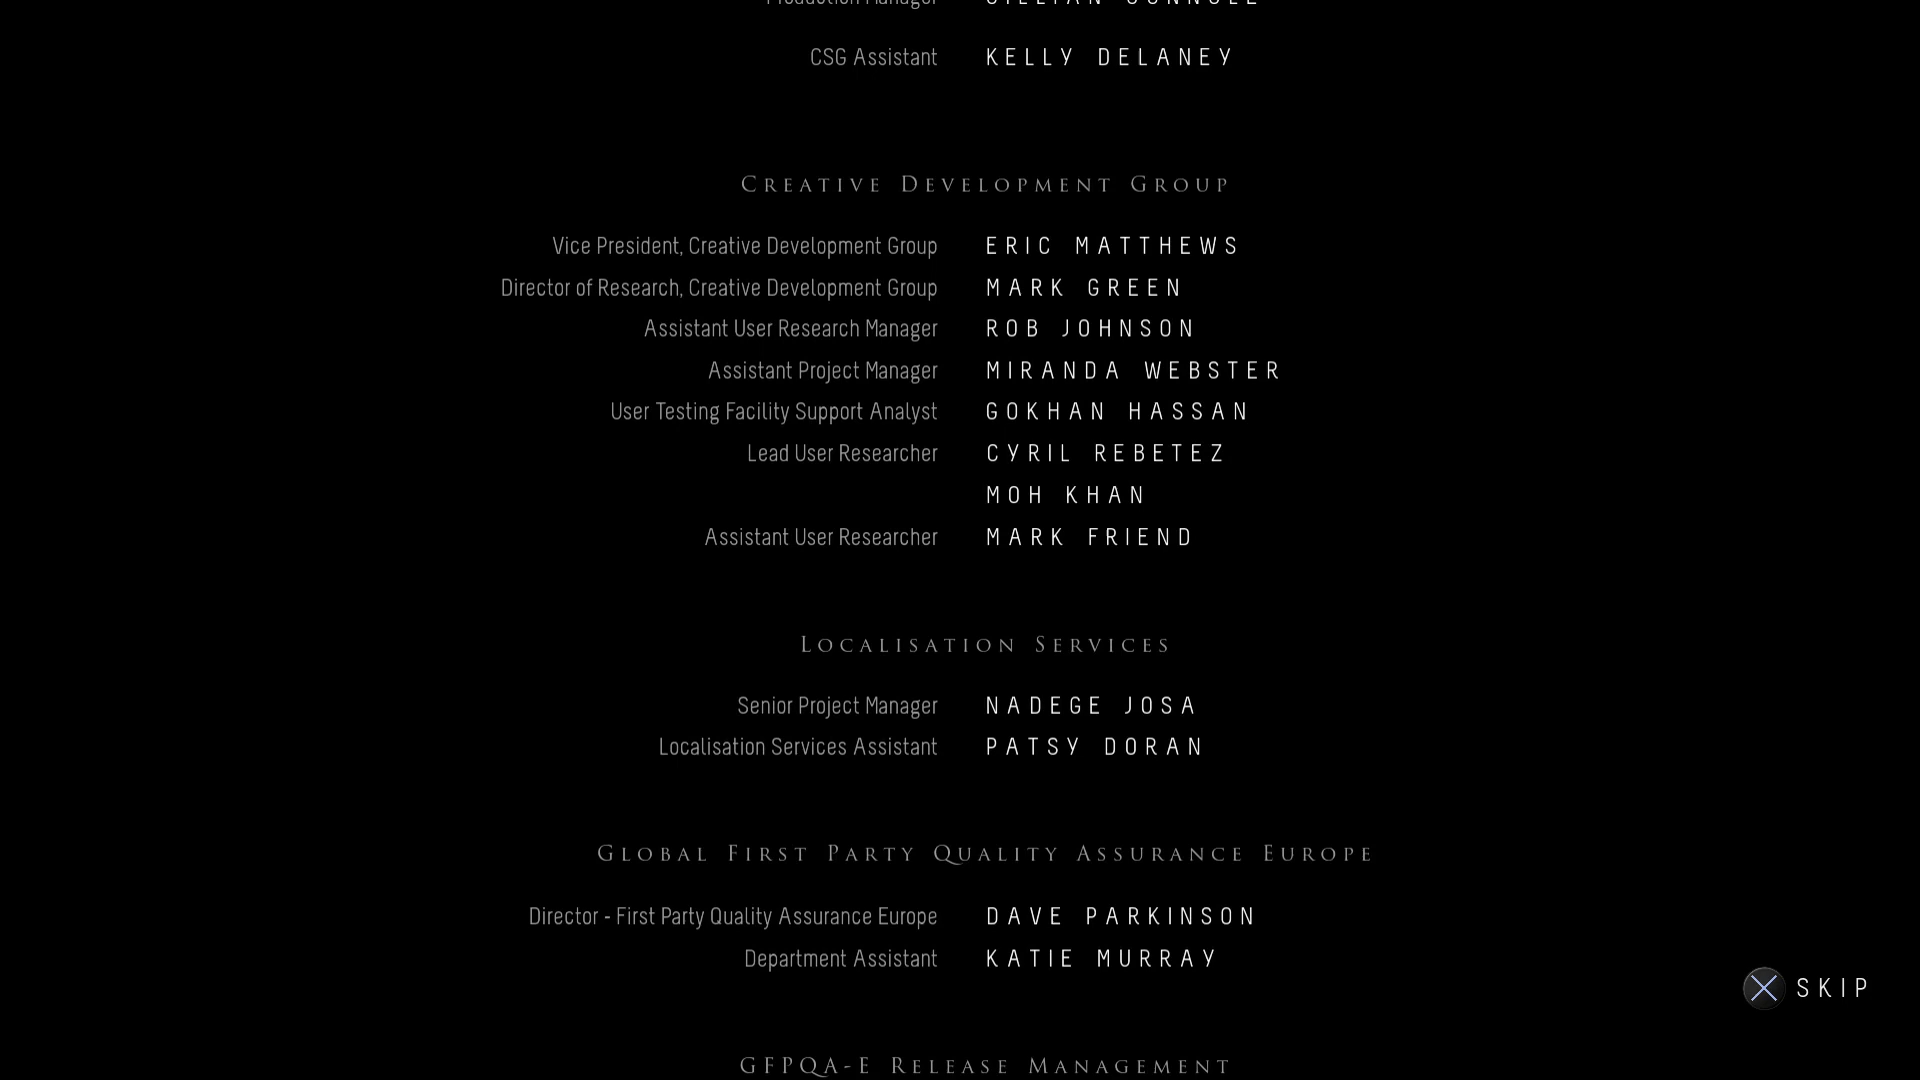 Production Manager
CSG Assistant KELLY DELANEY
CREATIVE DEVELOPMENT GROUP
Vice President, Creative Development Group ERIC MATTHEWS
Director of Research, Creative Development Group MARK GREEN
Assistant User Research Manager ROB JOHNSON
Assistant Project Manager MIRANDA WEBSTER
User Testing Facility Support Analyst GOKHAN HASSAN
Lead User Researcher CYRIL REBETEZ
MOH KHAN
Assistant User Researcher MARK FRIEND
LOCALISATION SERVICES
Senior Project Manager NADEGE JOSA
Localisation Services Assistant PATSY DORAN
GLOBAL FIRST PARTY QUALITY ASSURANCE EUROPE
Director - First Party Quality Assurance Europe DAVE PARKINSON
Department Assistant KATIE MURRAY
SKIP
GFPQA-E RELEASE MANAGEMENT